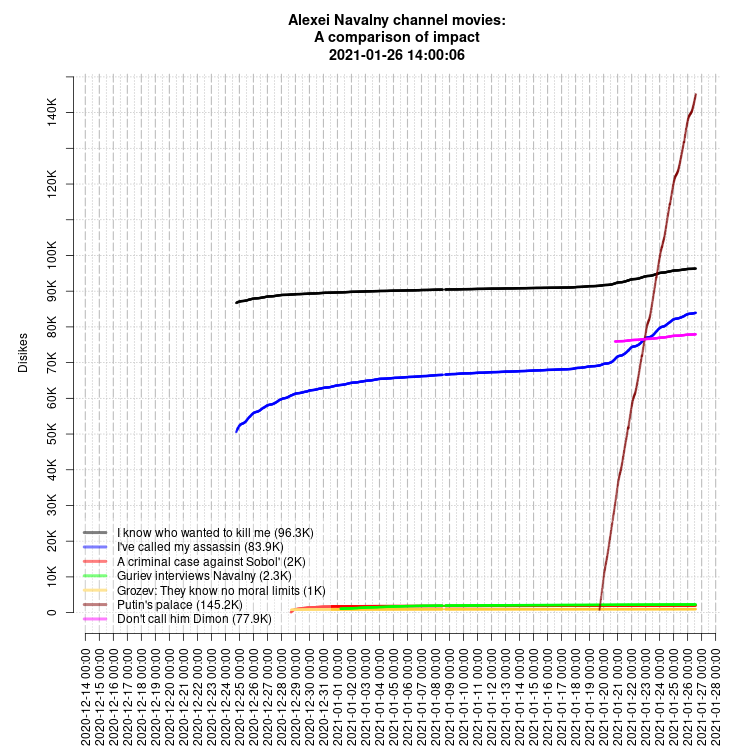 Alexei Navalny channel movies:
A comparison of impact
2021-01-26 14:00:06
140K
120K
100K
90K
80K
70K
60K
50K
40K
30K
20K
10K
0
Disikes
I know who wanted to kill me (96.3K)
I've called my assassin (83.9K)
A criminal case against Sobol' (2K)
Guriev interviews Navalny (2.3K)
Grozev: They know no moral limits (1K)
Putin's palace (145.2K)
Don't call him Dimon (77.9K)
2020-12-14 00:00
2020-12-15 00:00
2020-12-16 00:00
2020-12-17 00:00
2020-12-18 00:00
2020-12-19 00:00
2020-12-20 00:00
2020-12-21 00:00
2020-12-22 00:00
2020-12-23 00:00
2020-12-24 00:00
2020-12-25 00:00
2020-12-26 00:00
2020-12-27 00:00
2020-12-28 00:00
2020-12-29 00:00
2020-12-30 00:00
2020-12-31 00:00
2021-01-01 00:00
2021-01-02 00:00
2021-01-03 00:00
2021-01-04 00:00
2021-01-05 00:00
2021-01-06 00:00
2021-01-07 00:00
2021-01-08 00:00
2021-01-09 00:00
2021-01-10 00:00
2021-01-11 00:00
2021-01-12 00:00
2021-01-13 00:00
2021-01-14 00:00
2021-01-15 00:00
2021-01-16 00:00
2021-01-17 00:00
2021-01-18 00:00
2021-01-19 00:00
2021-01-20 00:00
2021-01-21 00:00
2021-01-22 00:00
2021-01-23 00:00
2021-01-24 00:00
2021-01-25 00:00
2021-01-26 00:00
2021-01-27 00:00
2021-01-28 00:00